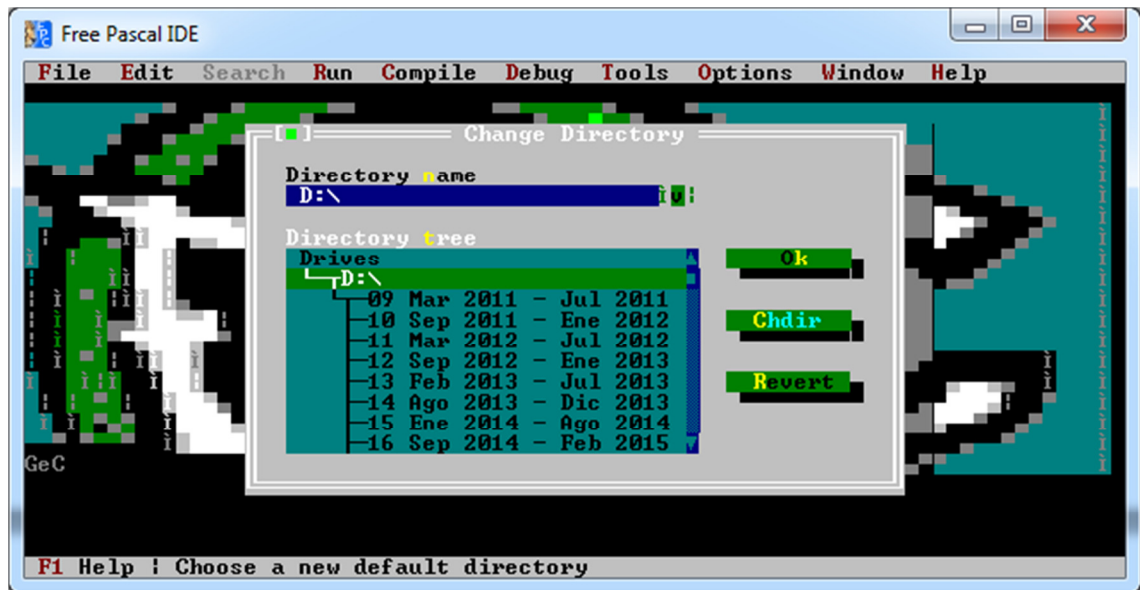 Free Pascal IDE
File Edit Search Run Compile Debug Tools Options Window Help
Change Directory
Directory name
D:\
Directory tree
Drives
D:\
09 Mar 2011 - Jul 2011
10 Sep 2011 - Ene 2012
11 Mar 2012 - Jul 2012
12 Sep 2012 - Ene 2013
13 Feb 2013 - Jul 2013
14 Ago 2013 - Dic 2013
15 Ene 2014 - Ago 2014
16 Sep 2014 - Feb 2015
Ok
Chdir
Revert
GeC
F1 Help ¦ Choose a new default directory